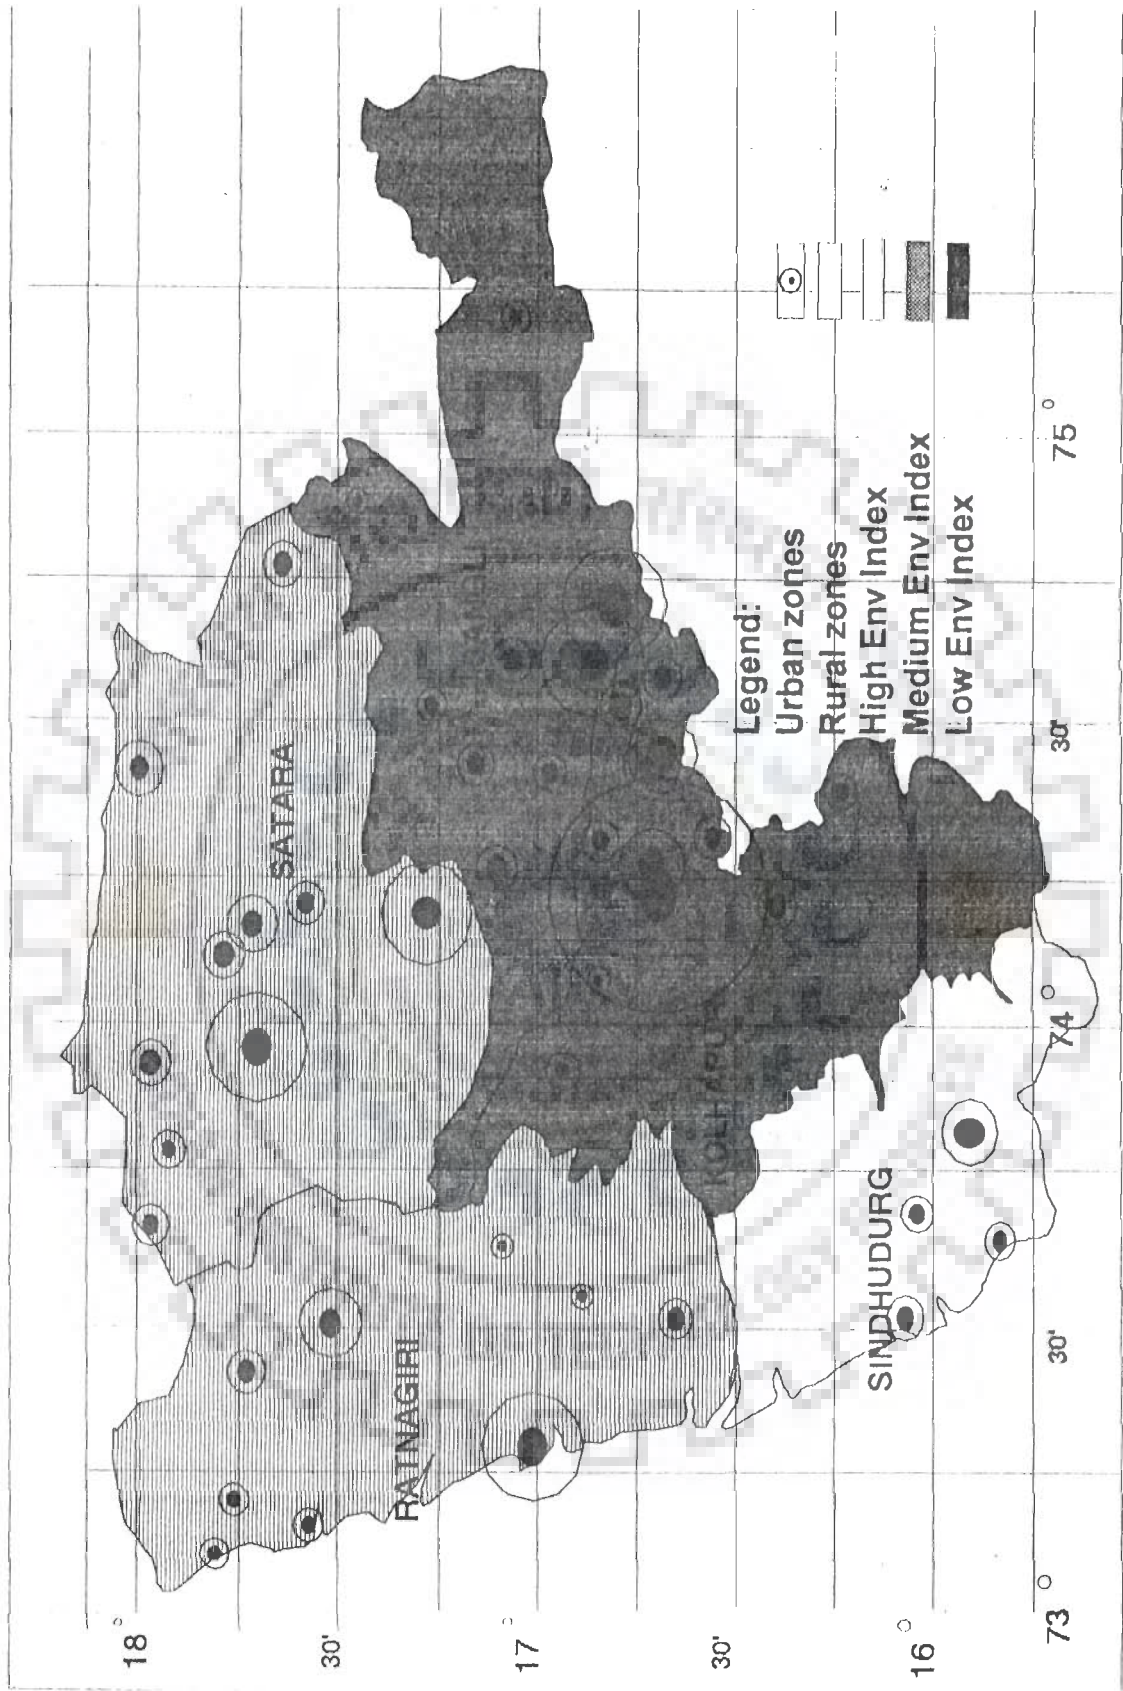 SATARA
RATNAGIRI
KOLHAPUR
SINDHUDURG
Legend:
Urban zones
Rural zones
High Env Index
Medium Env Index
Low Env Index
18°
30'
17°
30'
16°
73°
30'
74°
30'
75°